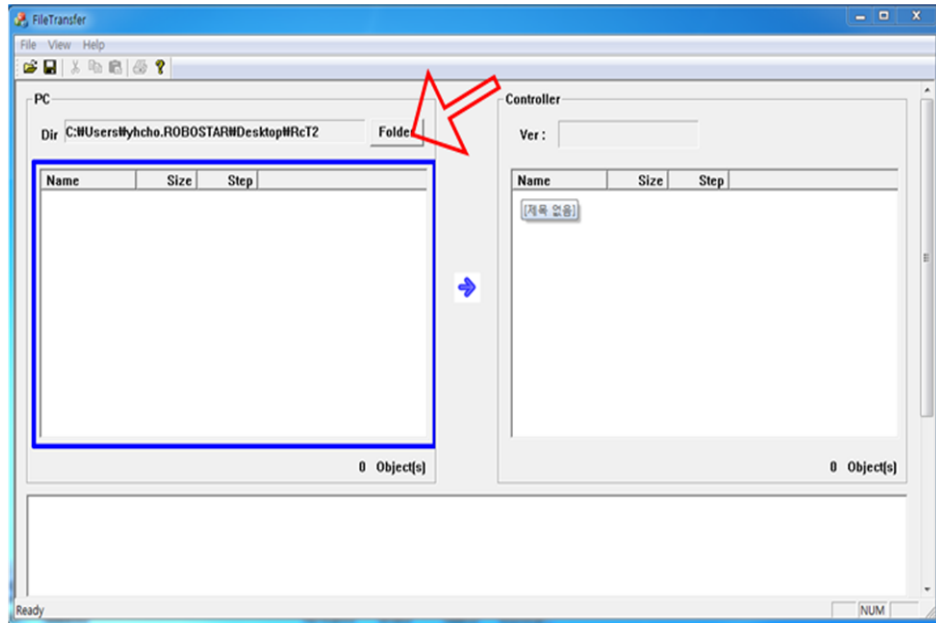 FileTransfer
File View Help
PC
Dir C:₩Users₩yhcho.ROBOSTAR₩Desktop₩RcT2 Folder
Name Size Step
0 Object(s)
Controller
Ver :
Name Size Step
[제목 없음]
0 Object(s)
Ready
NUM